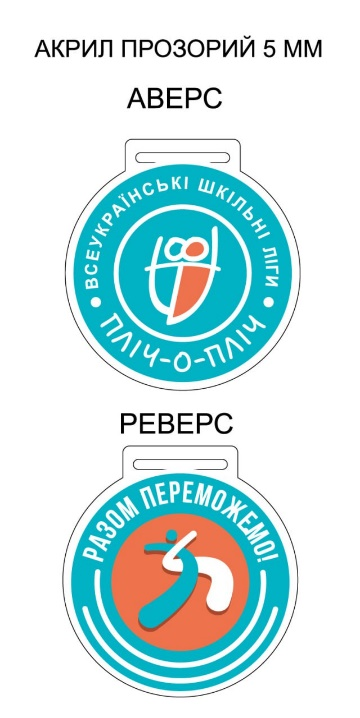 АКРИЛ ПРОЗОРИЙ 5 ММ
АВЕРС
ВСЕУКРАЇНСЬКІ ШКІЛЬНІ ЛІГИ
ПЛІЧ-О-ПЛІЧ
РЕВЕРС
РАЗОМ ПЕРЕМОЖЕМО!